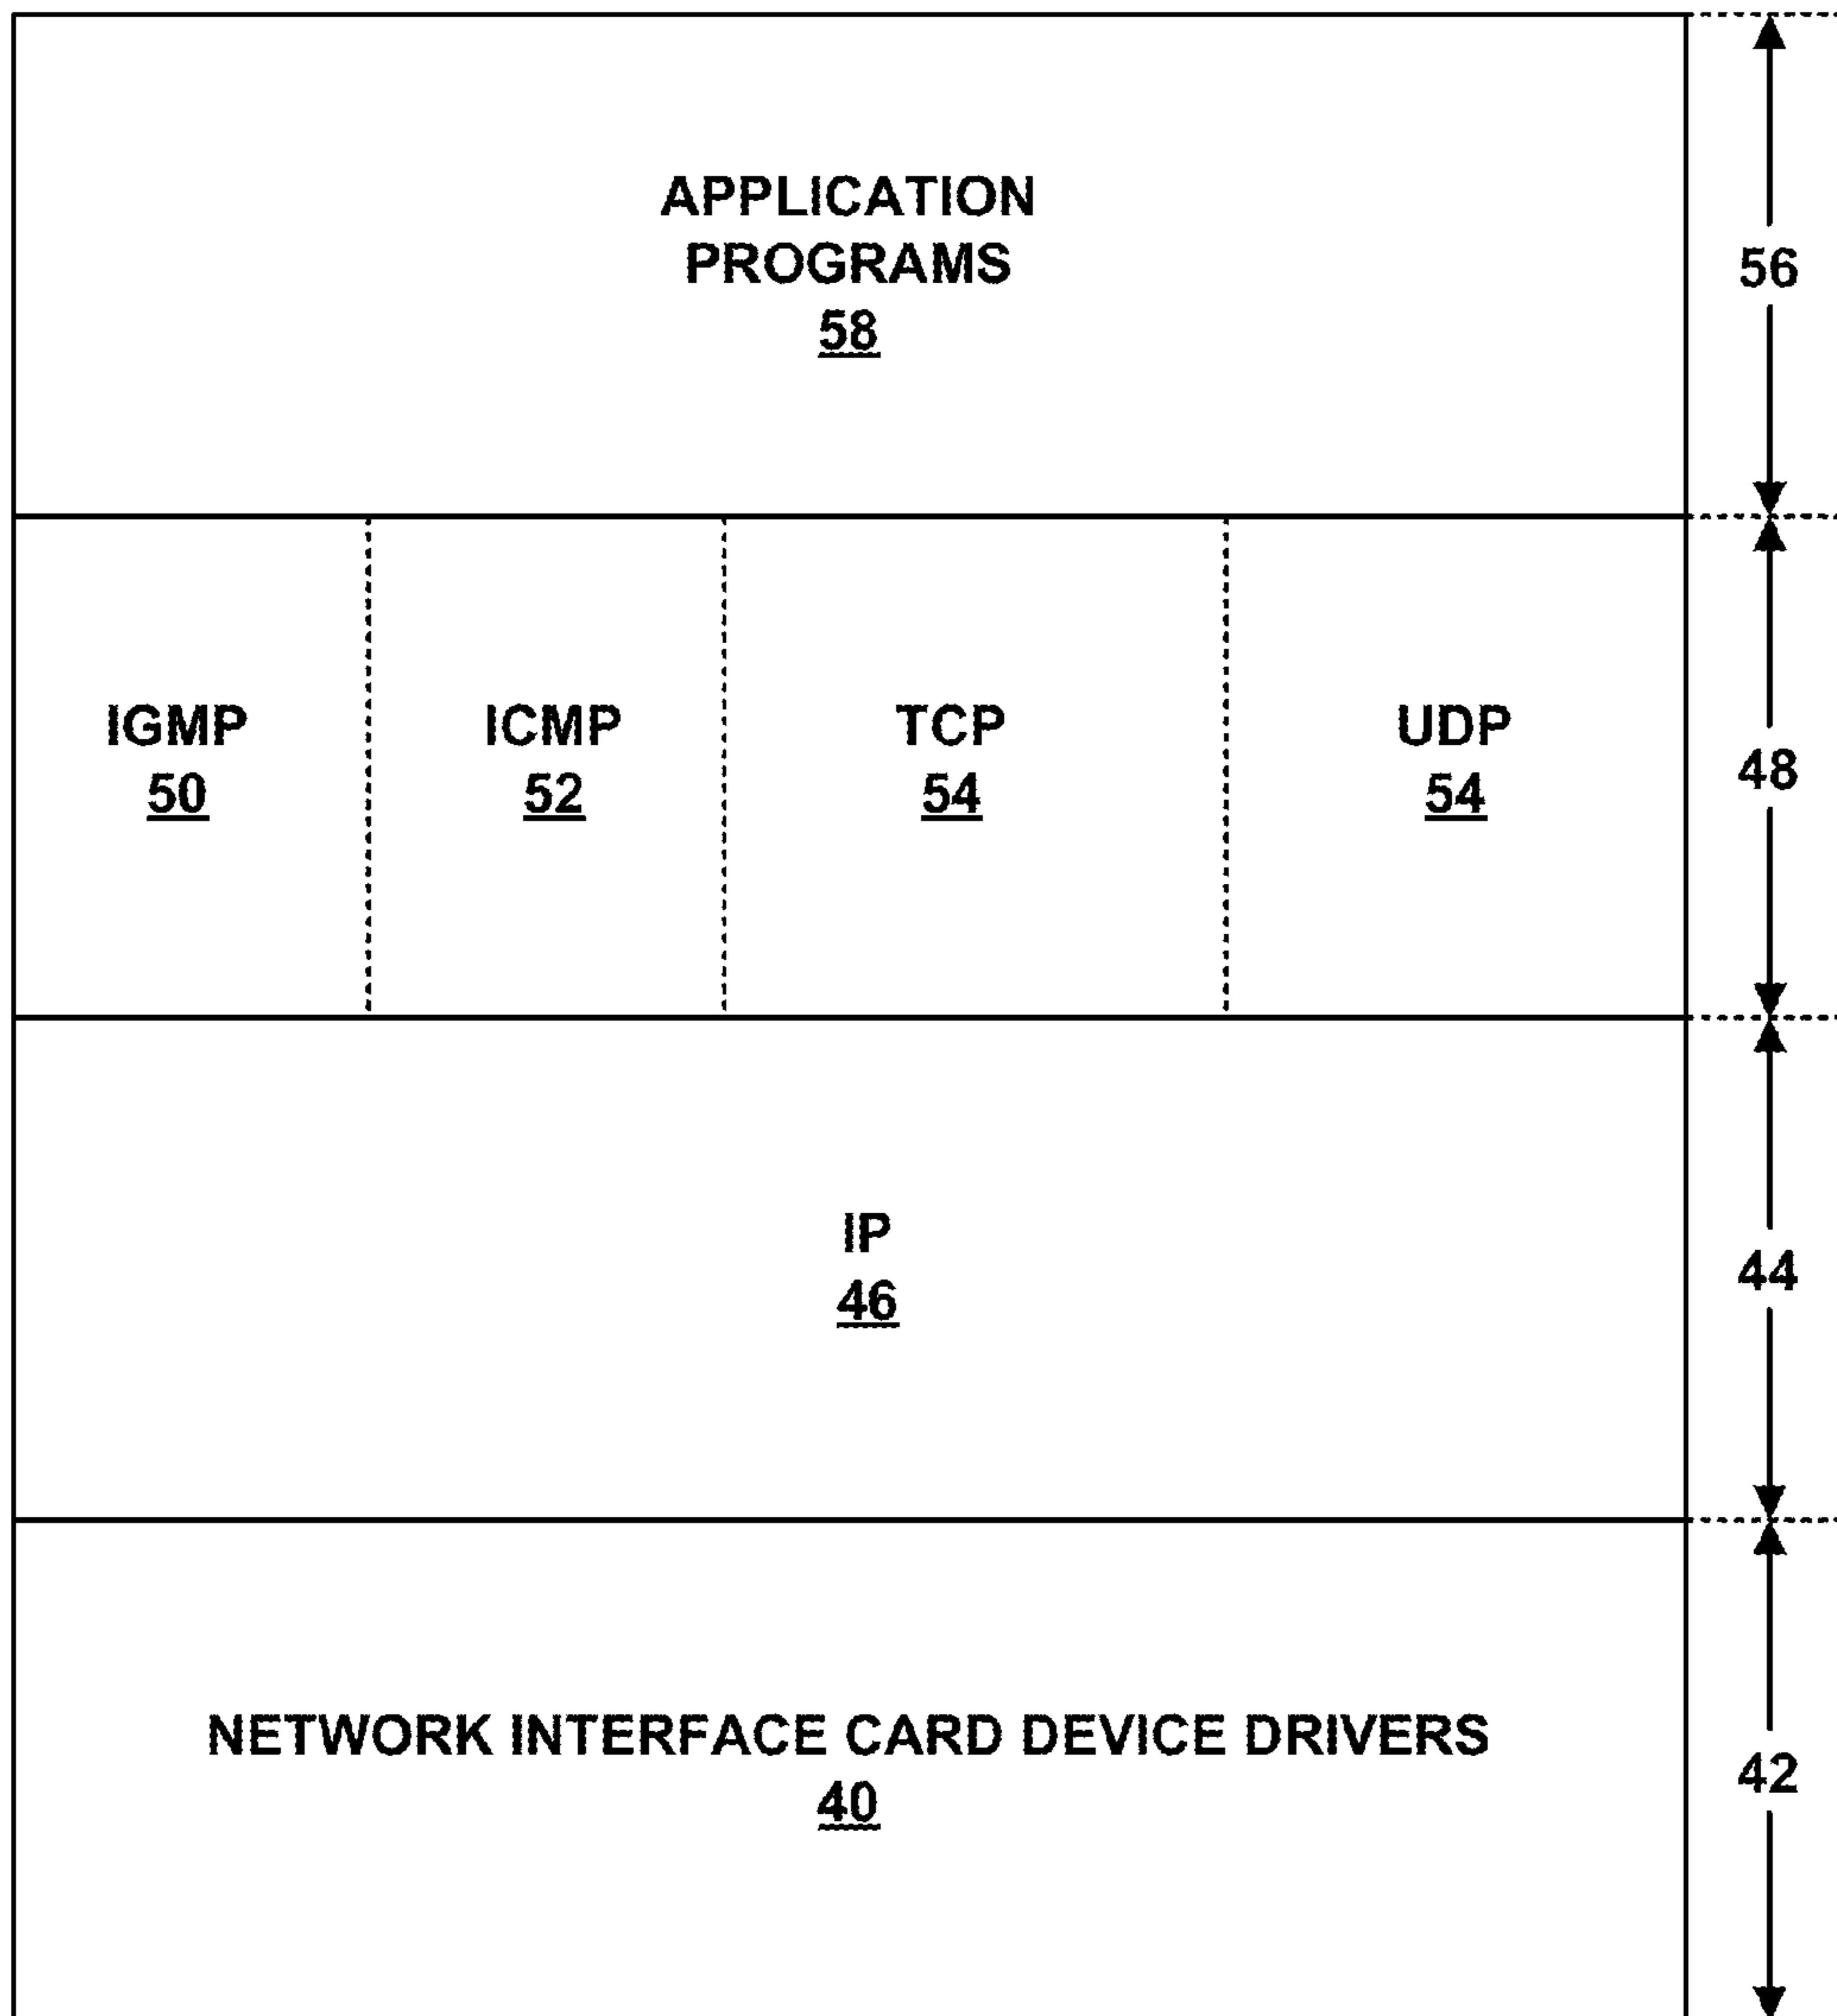 APPLICATION
PROGRAMS
58
56
IGMP
50
ICMP
52
TCP
54
UDP
54
48
IP
46
44
NETWORK INTERFACE CARD DEVICE DRIVERS
40
42